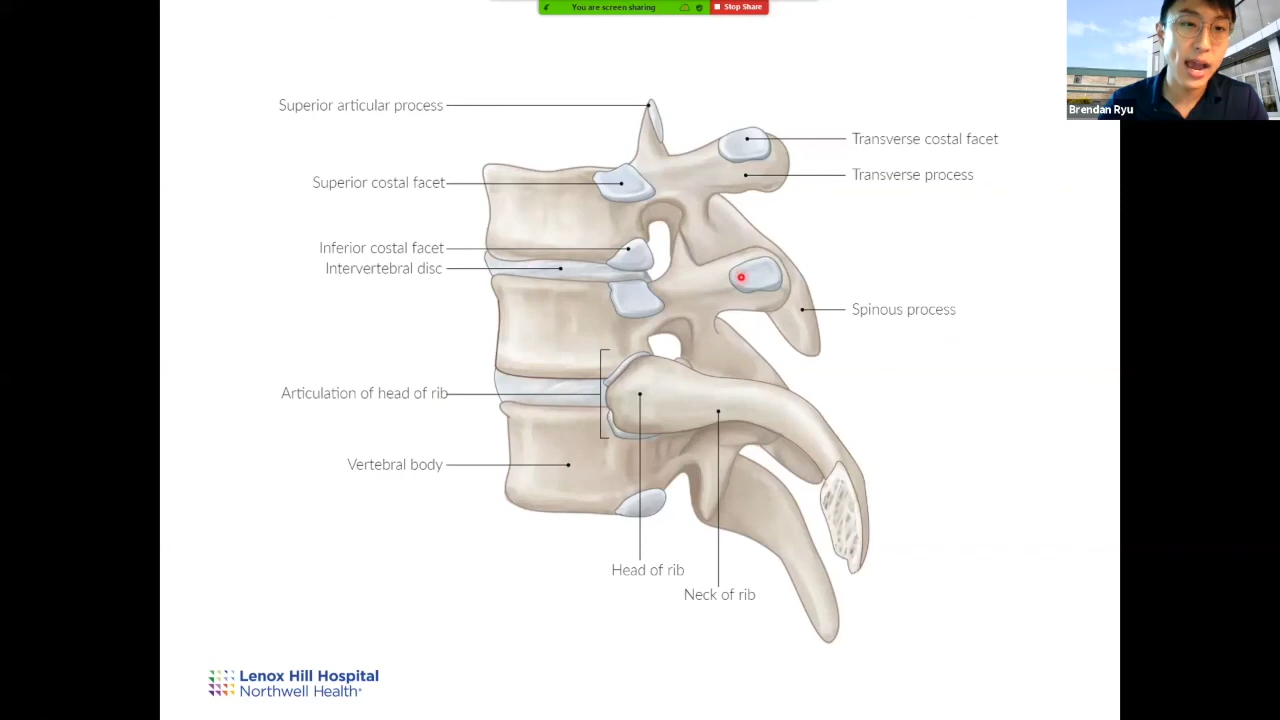 You are screen sharing
Stop Share
Brendan Ryu
Superior articular process
Transverse costal facet
Transverse process
Superior costal facet
Inferior costal facet
Intervertebral disc
Spinous process
Articulation of head of rib
Vertebral body
Head of rib
Neck of rib
Lenox Hill Hospital
Northwell Health